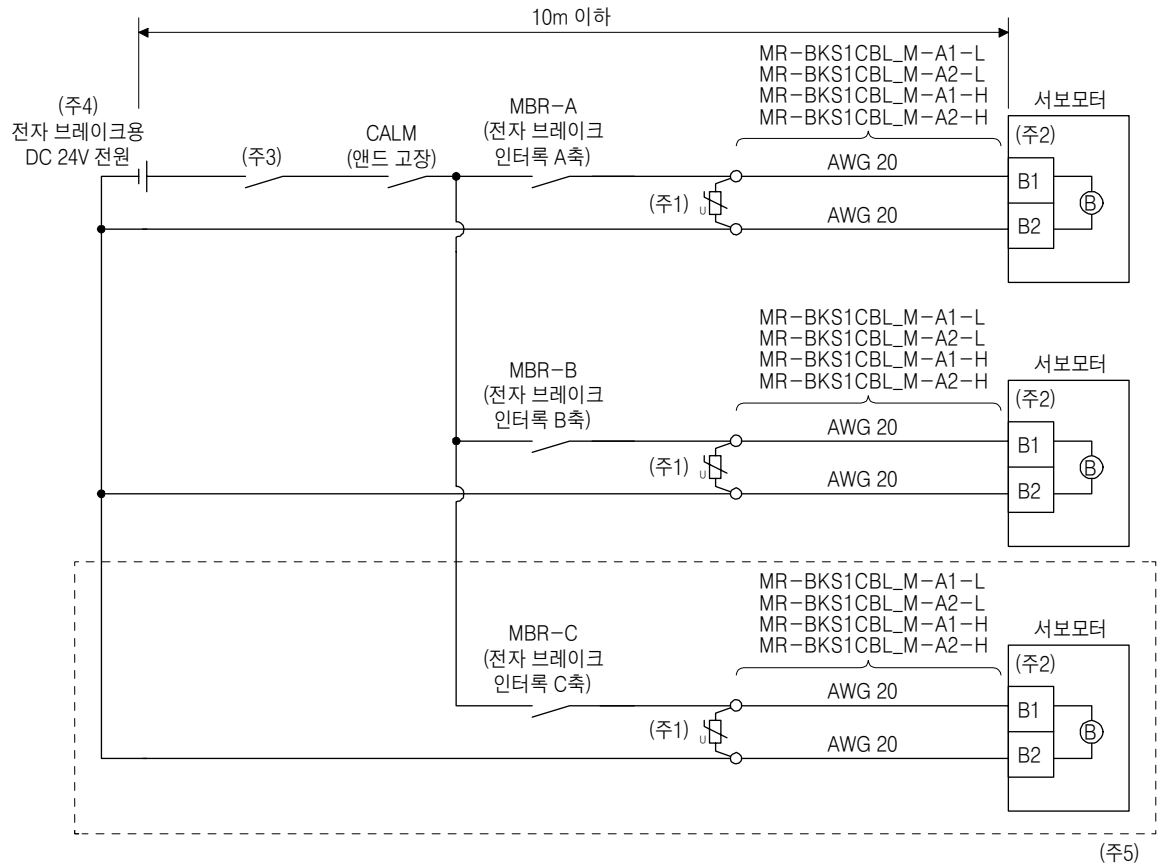 10m 이하
MR-BKS1CBL_M-A1-L
MR-BKS1CBL_M-A2-L
MR-BKS1CBL_M-A1-H
MR-BKS1CBL_M-A2-H
서보모터
(주4)
전자 브레이크용
DC 24V 전원
(주3)
CALM
(앤드 고장)
MBR-A
(전자 브레이크
인터록 A축)
(주2)
AWG 20
B1
B
(주1)
U
AWG 20
B2
MR-BKS1CBL_M-A1-L
MR-BKS1CBL_M-A2-L
MR-BKS1CBL_M-A1-H
MR-BKS1CBL_M-A2-H
서보모터
MBR-B
(전자 브레이크
인터록 B축)
(주2)
AWG 20
B1
B
(주1)
U
AWG 20
B2
MR-BKS1CBL_M-A1-L
MR-BKS1CBL_M-A2-L
MR-BKS1CBL_M-A1-H
MR-BKS1CBL_M-A2-H
서보모터
MBR-C
(전자 브레이크
인터록 C축)
(주2)
AWG 20
B1
B
(주1)
U
AWG 20
B2
(주5)